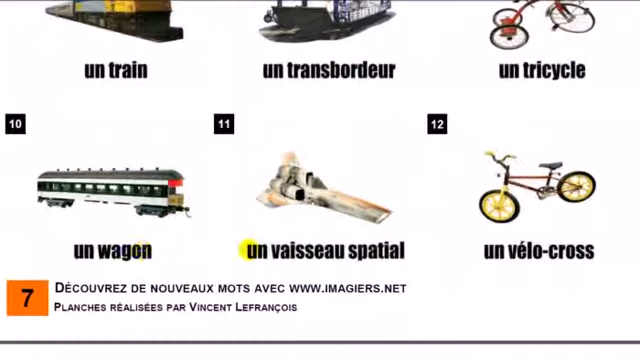 un train
un transbordeur
un tricycle
10
11
12
un wagon
un vaisseau spatial
un vélo-cross
7
DÉCOUVREZ DE NOUVEAUX MOTS AVEC WWW.IMAGIERS.NET
PLANCHES RÉALISÉES PAR VINCENT LEFRANÇOIS